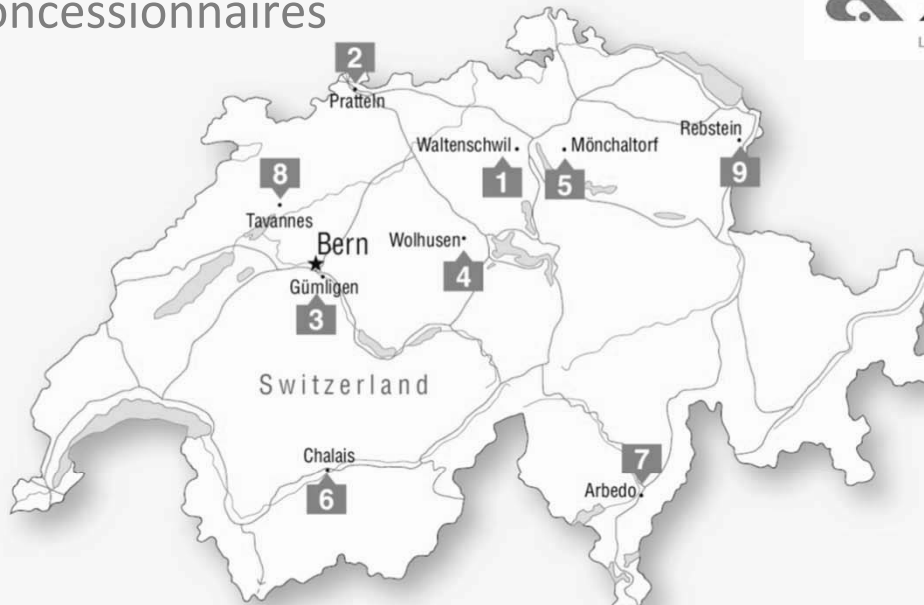 oncessionnaires
2
Pratteln
Waltenschwil
1
Mönchaltorf
5
Rebstein
9
8
Tavannes
Bern
Gümligen
3
Wolhusen
4
Switzerland
Chalais
6
7
Arbedo